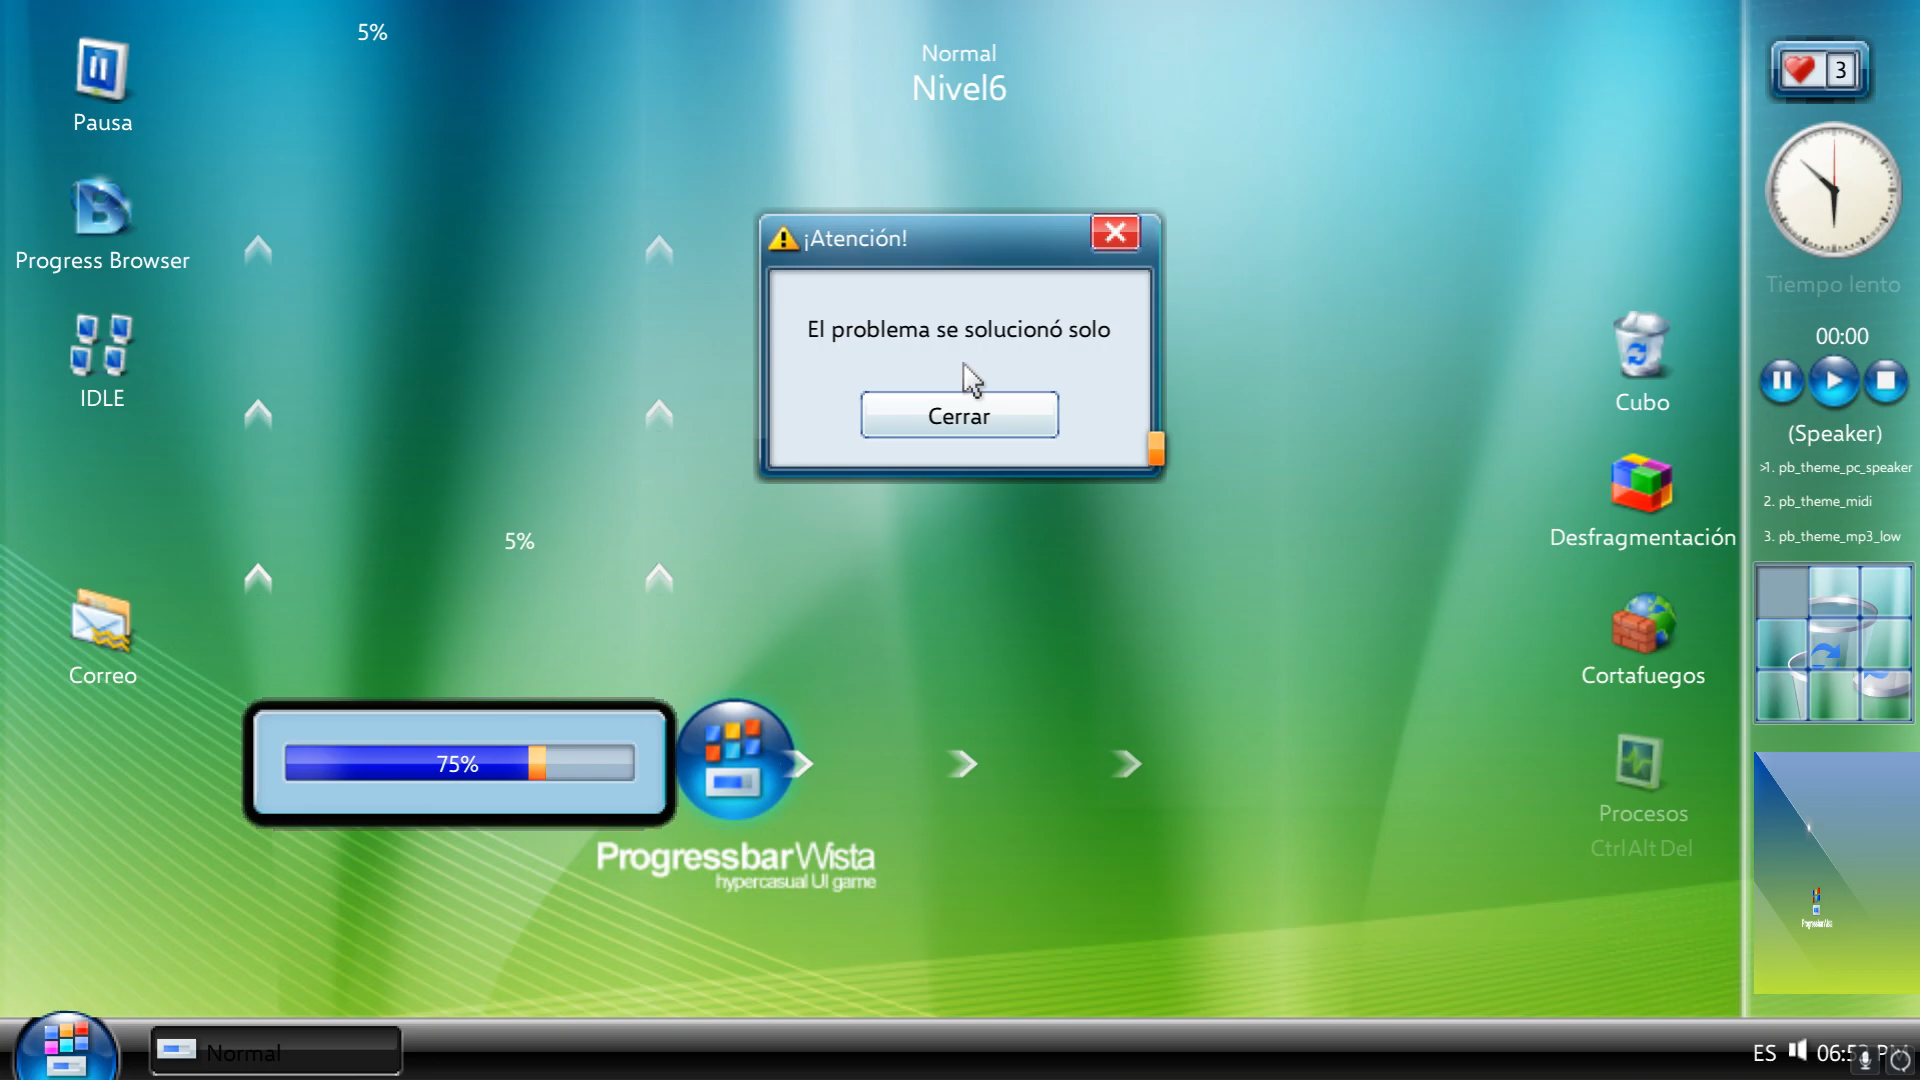 5%
Normal
Nivel6
3
Pausa
Progress Browser
IDLE
Correo
¡Atención!
El problema se solucionó solo
Cerrar
5%
75%
ProgressbarWista
hypercasual UI game
Cubo
Desfragmentación
Cortafuegos
Procesos
CtrlAlt Del
Tiempo lento
00:00
(Speaker)
>1. pb_theme_pc_speaker
2. pb_theme_midi
3. pb_theme_mp3_low
Normal
ES